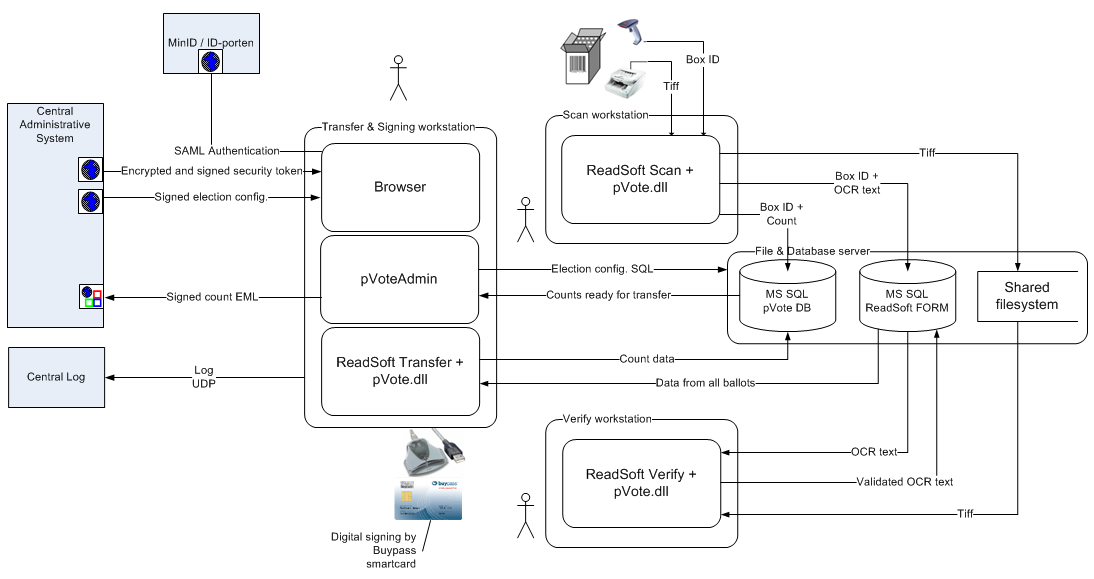 MinID / ID-porten
Central
Administrative
System
SAML Authentication
Encrypted and signed security token
Signed election config.
Signed count EML
Central Log
Log
UDP
Transfer & Signing workstation
Browser
pVoteAdmin
ReadSoft Transfer +
pVote.dll
buypass
Digital signing by
Buypass
smartcard
Box ID
Tiff
Scan workstation
ReadSoft Scan +
pVote.dll
Tiff
Box ID +
OCR text
Box ID +
Count
File & Database server
Election config. SQL
Counts ready for transfer
MS SQL
pVote DB
MS SQL
ReadSoft FORM
Shared
filesystem
Count data
Data from all ballots
Verify workstation
ReadSoft Verify +
pVote.dll
OCR text
Validated OCR text
Tiff